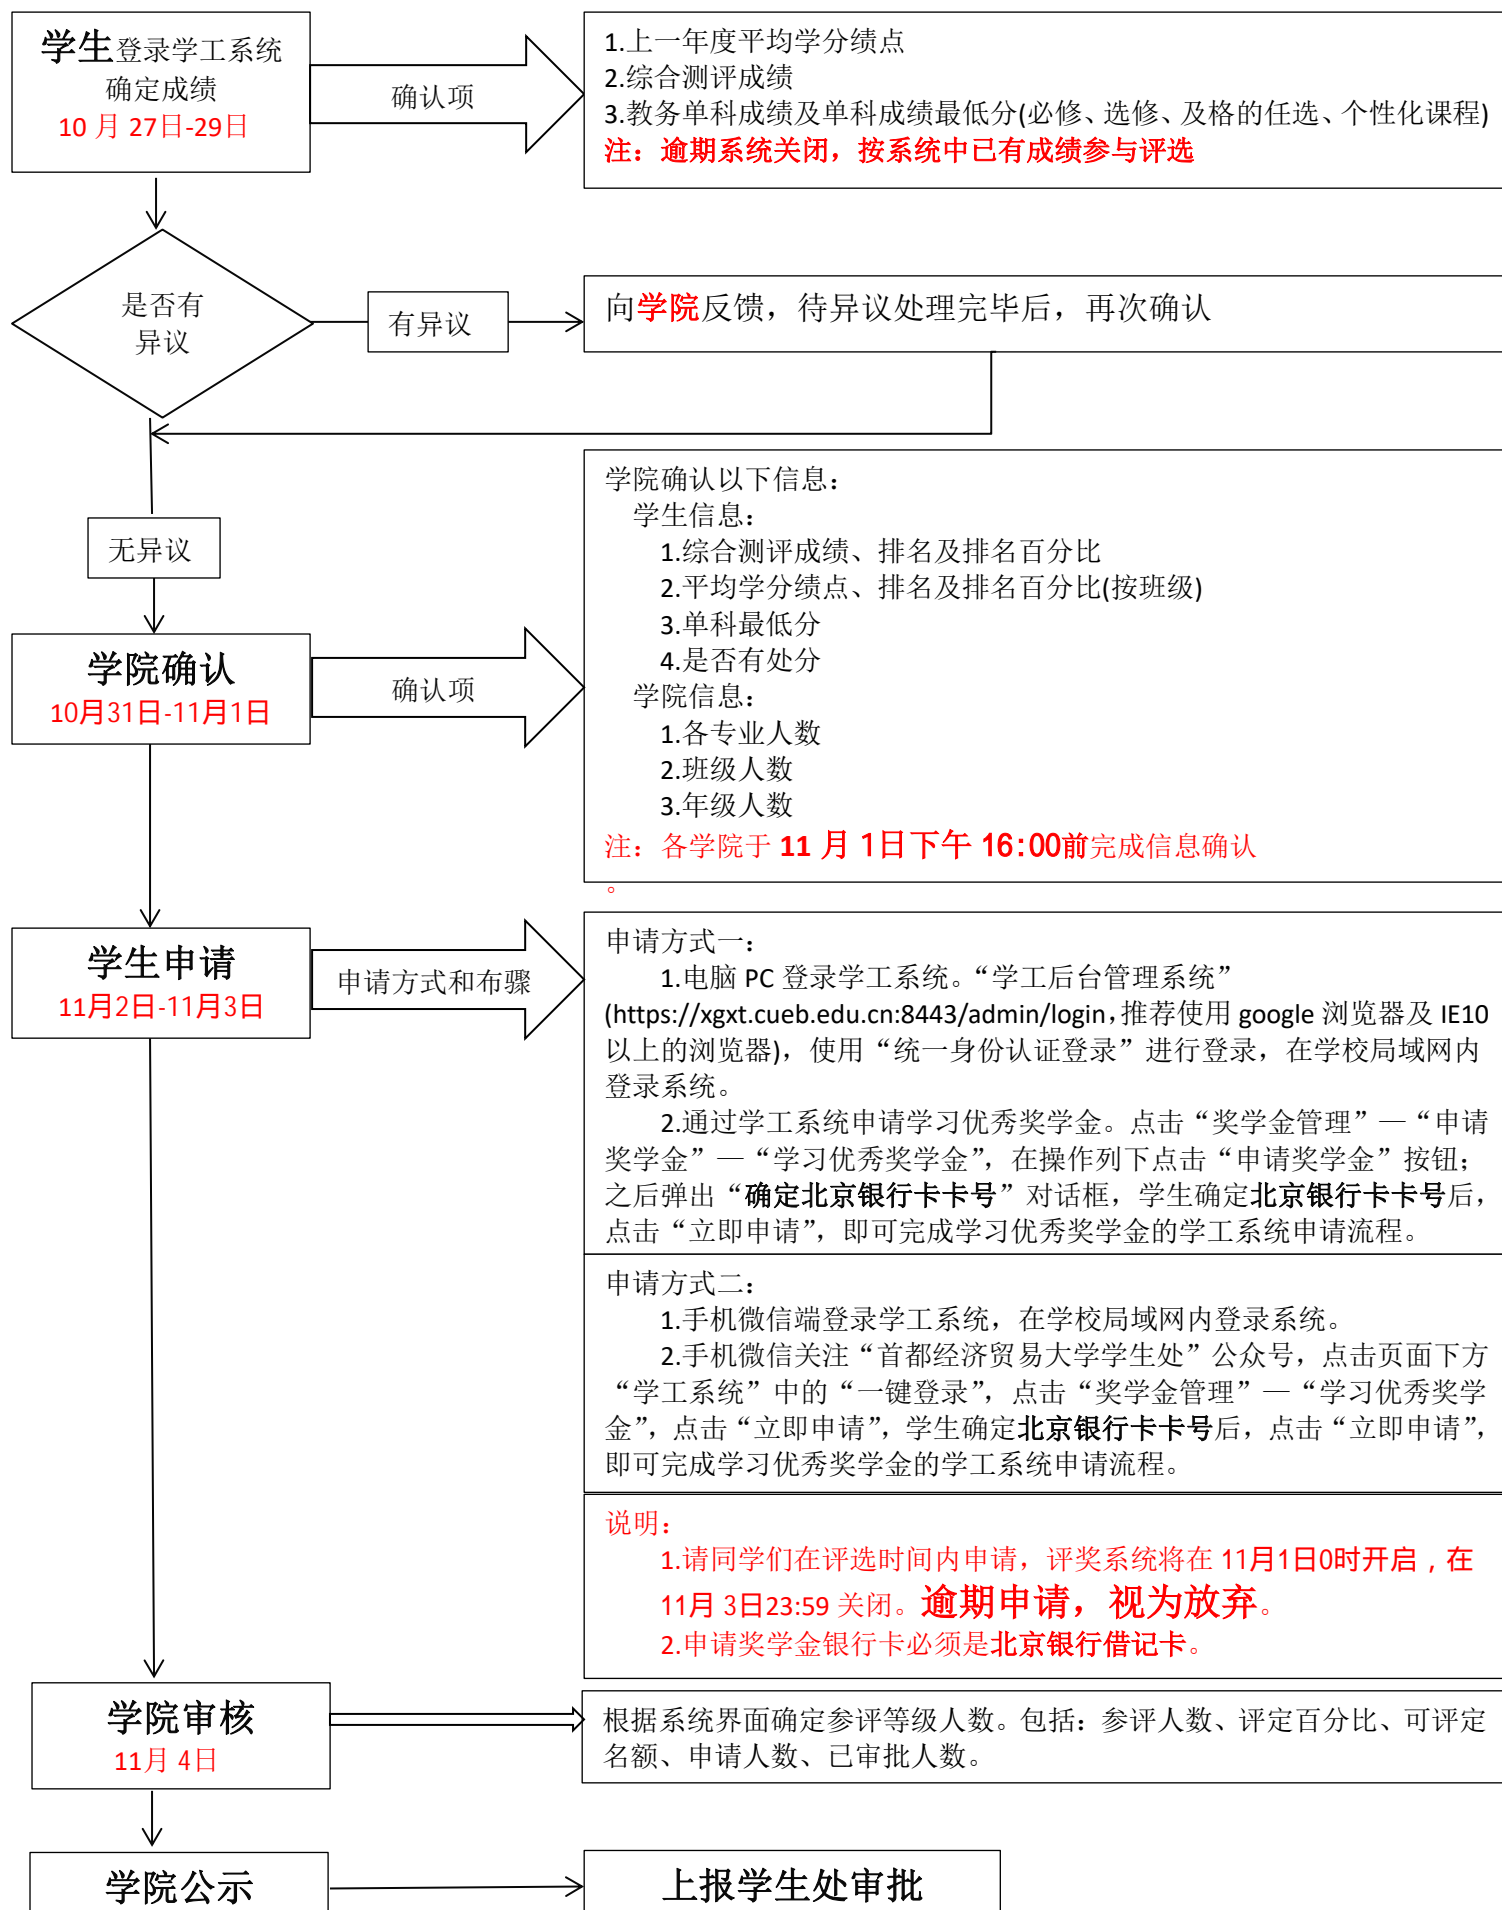 学生登录学工系统
确定成绩
10 月 27日-29日
确认项
1.上一年度平均学分绩点
2.综合测评成绩
3.教务单科成绩及单科成绩最低分(必修、选修、及格的任选、个性化课程)
注：逾期系统关闭，按系统中已有成绩参与评选
是否有
异议
有异议
向学院反馈，待异议处理完毕后，再次确认
无异议
学院确认
10月31日-11月1日
确认项
学院确认以下信息：
学生信息：
1.综合测评成绩、排名及排名百分比
2.平均学分绩点、排名及排名百分比(按班级)
3.单科最低分
4.是否有处分
学院信息：
1.各专业人数
2.班级人数
3.年级人数
注：各学院于 11 月 1日下午 16:00前完成信息确认
。
学生申请
11月2日-11月3日
申请方式和布骤
申请方式一：
1.电脑 PC 登录学工系统。“学工后台管理系统”
(https://xgxt.cueb.edu.cn:8443/admin/login，推荐使用 google 浏览器及 IE10
以上的浏览器)，使用“统一身份认证登录”进行登录，在学校局域网内
登录系统。
2.通过学工系统申请学习优秀奖学金。点击“奖学金管理”—“申请
奖学金”—“学习优秀奖学金”，在操作列下点击“申请奖学金”按钮；
之后弹出“确定北京银行卡卡号”对话框，学生确定北京银行卡卡号后，
点击“立即申请”，即可完成学习优秀奖学金的学工系统申请流程。
申请方式二：
1.手机微信端登录学工系统，在学校局域网内登录系统。
2.手机微信关注“首都经济贸易大学学生处”公众号，点击页面下方
“学工系统”中的“一键登录”，点击“奖学金管理”—“学习优秀奖学
金”，点击“立即申请”，学生确定北京银行卡卡号后，点击“立即申请”，
即可完成学习优秀奖学金的学工系统申请流程。
说明：
1.请同学们在评选时间内申请，评奖系统将在 11月1日0时开启，在
11月 3日23:59 关闭。逾期申请，视为放弃。
2.申请奖学金银行卡必须是北京银行借记卡。
学院审核
11月 4日
根据系统界面确定参评等级人数。包括：参评人数、评定百分比、可评定
名额、申请人数、已审批人数。
学院公示
上报学生处审批